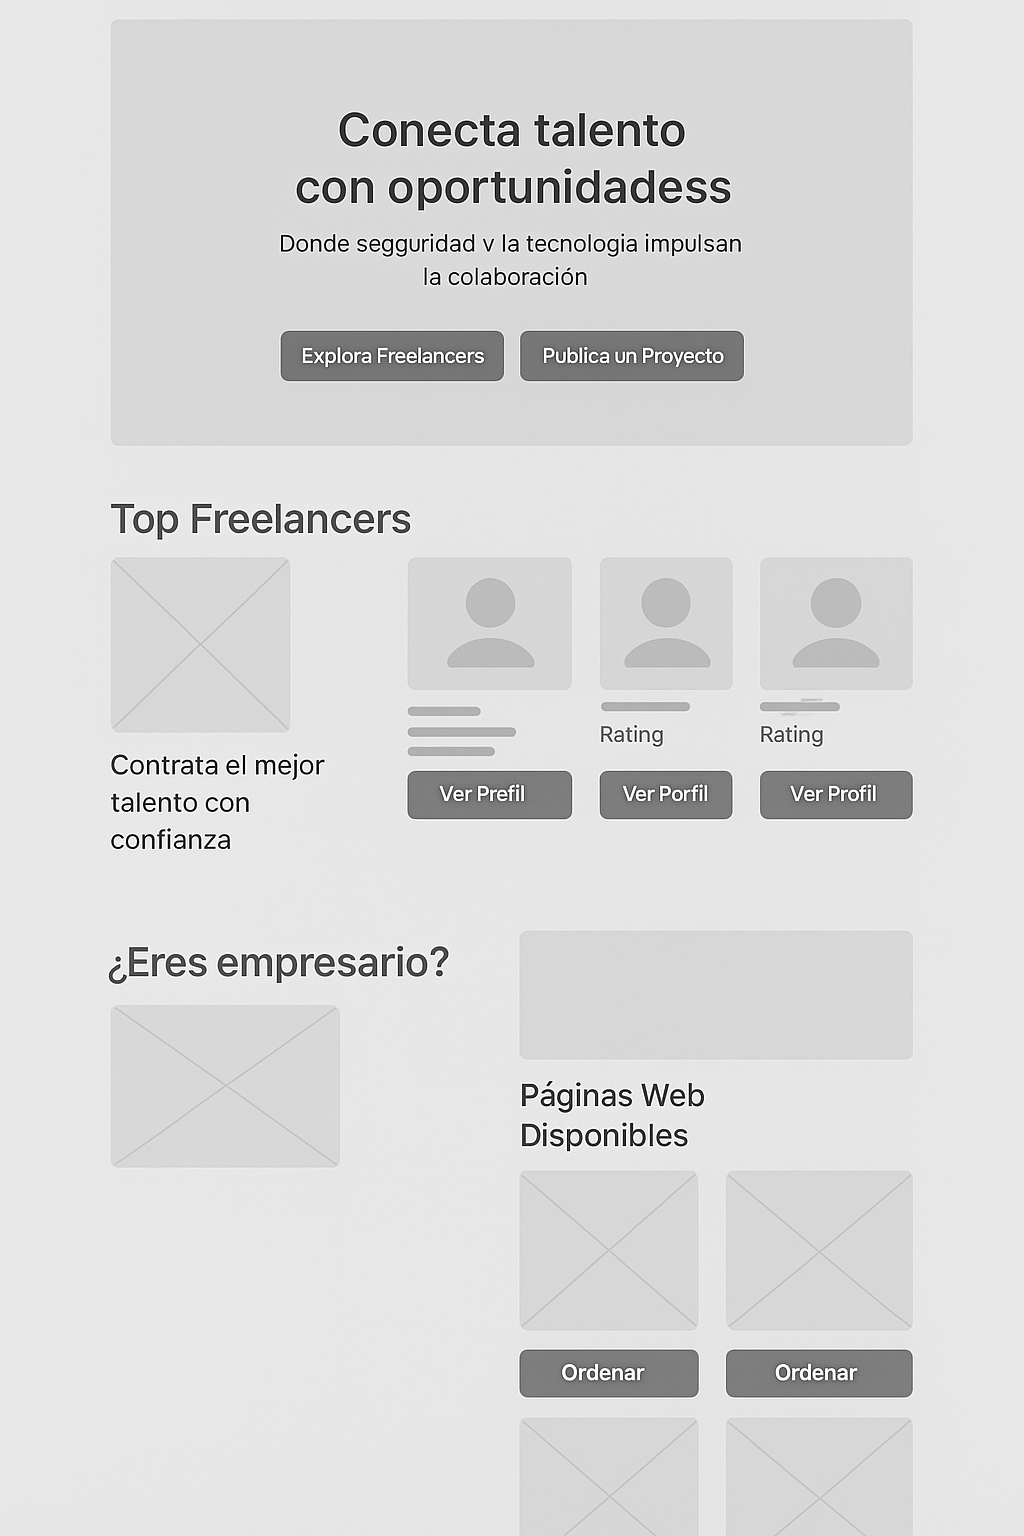 Conecta talento
con oportunidadess
Donde segguridad v la tecnologia impulsan
la colaboración
Explora Freelancers
Publica un Proyecto
Top Freelancers
Contrata el mejor
talento con
confianza
Ver Prefil
Rating
Ver Porfil
Rating
Ver Profil
¿Eres empresario?
Páginas Web
Disponibles
Ordenar
Ordenar